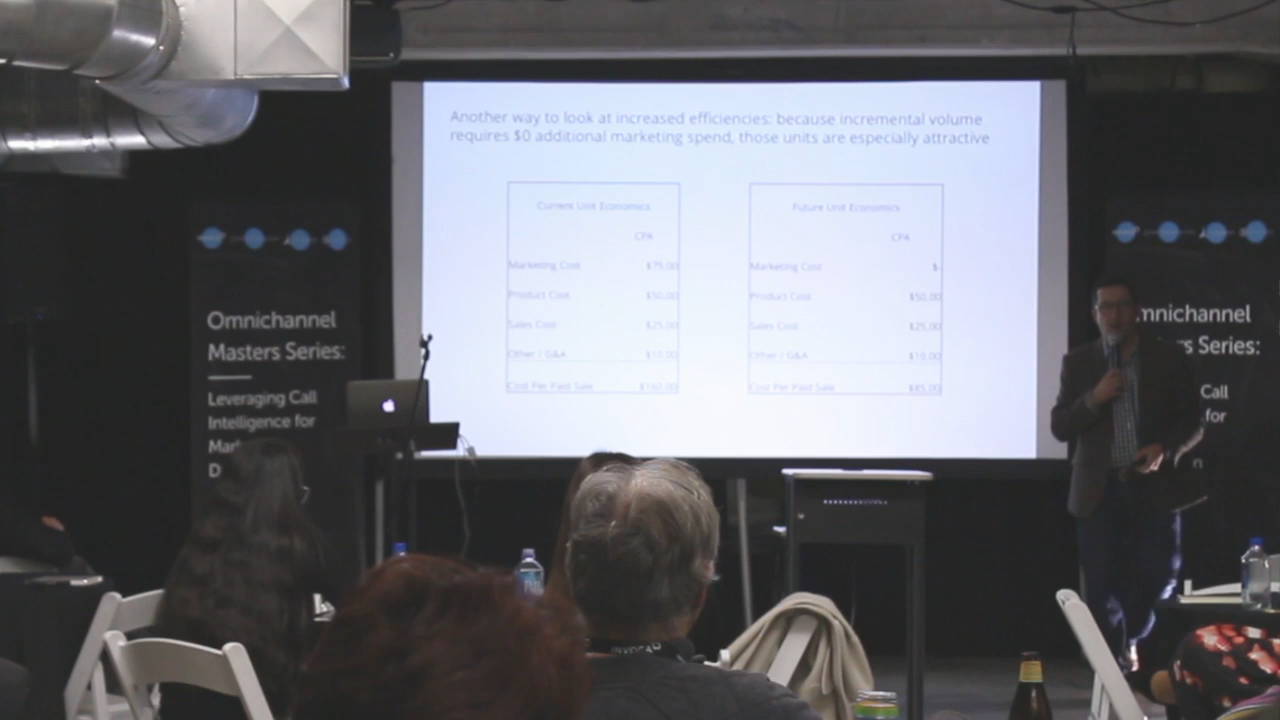 Another way to look at increased efficiencies: because incremental volume
requires $0 additional marketing spend, those units are especially attractive
Current Unit Economics
CPA
Marketing Cost $75.00
Product Cost $50.00
Sales Cost $25.00
Other / G&A $10.00
Cost Per Paid Sale $160.00
Future Unit Economics
CPA
Marketing Cost $-
Product Cost $50.00
Sales Cost $25.00
Other / G&A $10.00
Cost Per Paid Sale $85.00
Omnichannel
Masters Series:
Leveraging Call
Intelligence for
Mar
D
mnichannel
rs Series:
Call
for
n